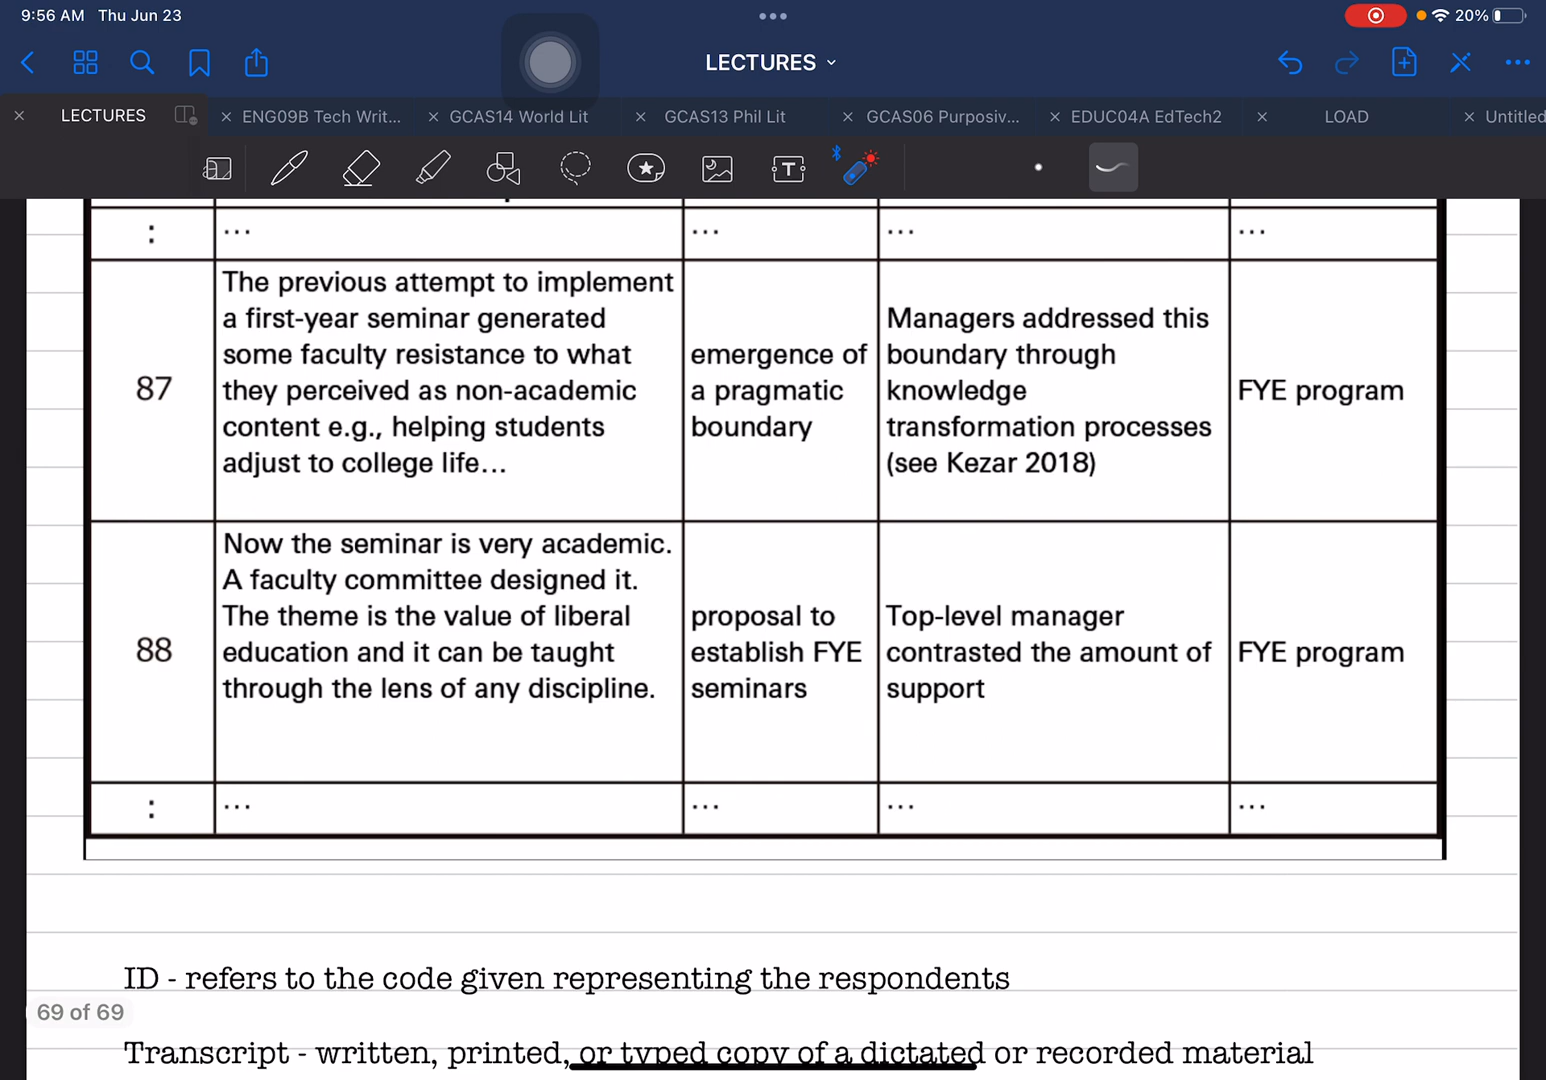 9:56 AM Thu Jun 23
20%
LECTURES
LECTURES
ENG09B Tech Writ...
GCAS14 World Lit
GCAS13 Phil Lit
GCAS06 Purposiv...
EDUC04A EdTech2
LOAD
Untitled
: ... ... ... ...
87
The previous attempt to implement
a first-year seminar generated
some faculty resistance to what
they perceived as non-academic
content e.g., helping students
adjust to college life...
emergence of
a pragmatic
boundary
Managers addressed this
boundary through
knowledge
transformation processes
(see Kezar 2018)
FYE program
88
Now the seminar is very academic.
A faculty committee designed it.
The theme is the value of liberal
education and it can be taught
through the lens of any discipline.
proposal to
establish FYE
seminars
Top-level manager
contrasted the amount of
support
FYE program
: ... ... ... ...
ID - refers to the code given representing the respondents
69 of 69
Transcript - written, printed, or typed copy of a dictated or recorded material